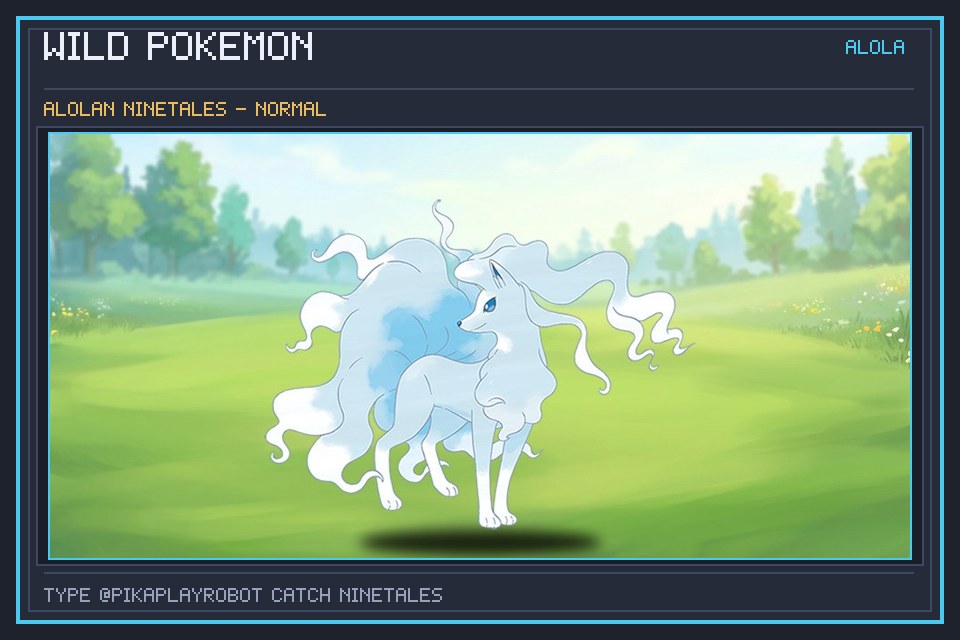 WILD POKEMON
ALOLA
ALOLAN NINETALES - NORMAL
TYPE @PIKAPLAYROBOT CATCH NINETALES